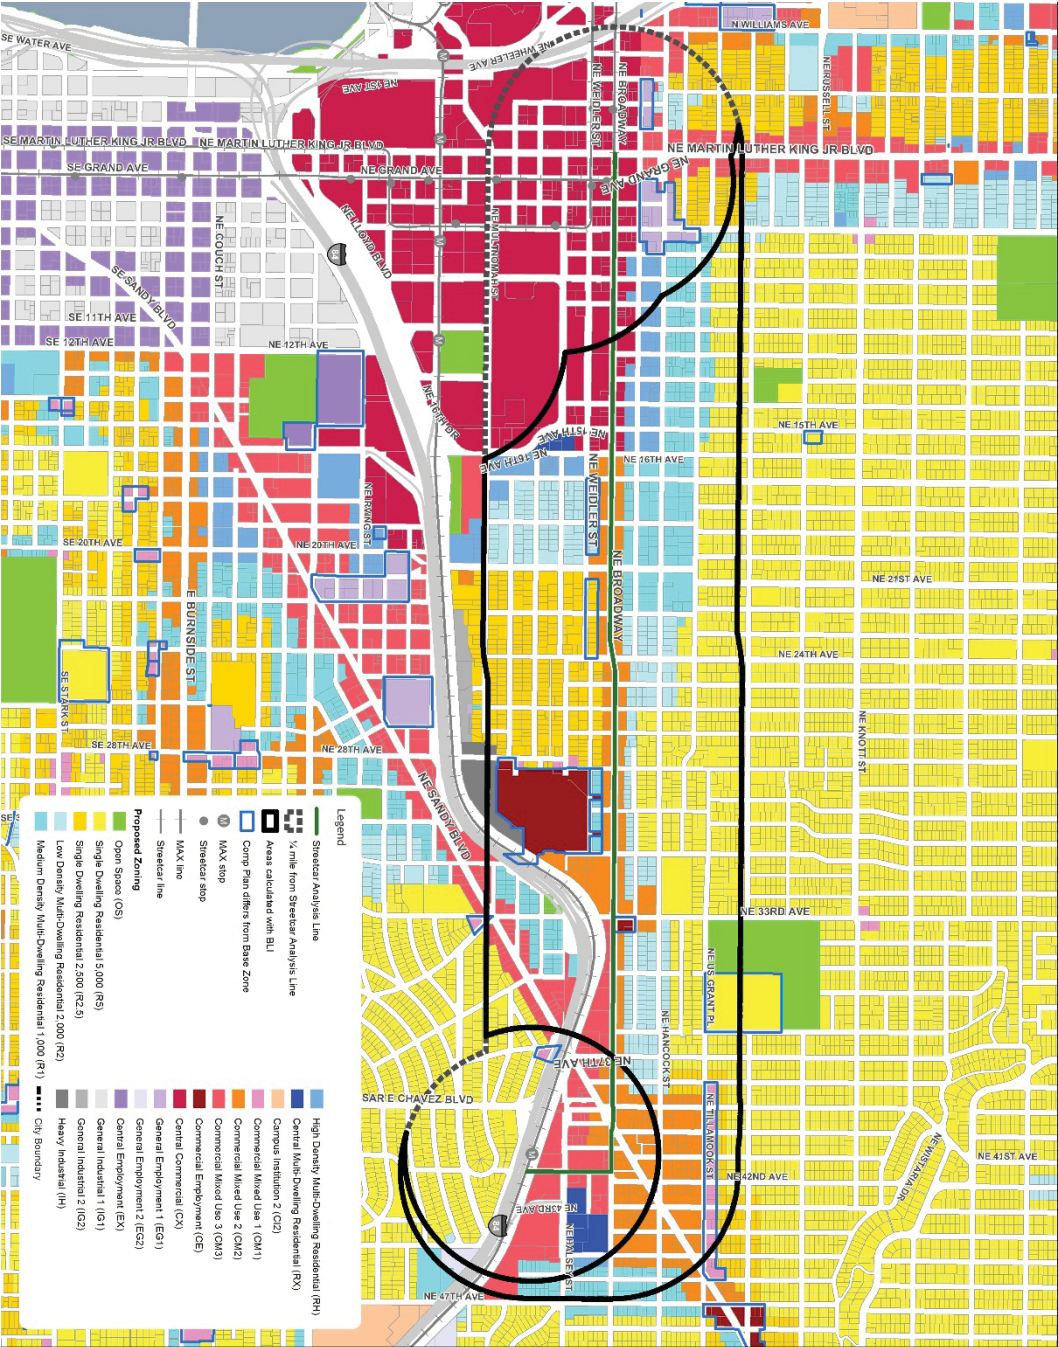 SE WATER AVE
N WILLIAMS AVE
NE WHEELER AVE
NE 1ST AVE
NE WEIDLER ST
NE BROADWAY
NE RUSSELL ST
SE MARTIN LUTHER KING JR BLVD
NE MARTIN LUTHER KING JR BLVD
NE MARTIN LUTHER KING JR BLVD
SE GRAND AVE
NE GRAND AVE
NE GRAND AVE
NE LLOYD BLVD
NE MULTNOMAH ST
NE COUCH ST
84
SE SANDY BLVD
SE 11TH AVE
SE 12TH AVE
NE 12TH AVE
NE 16TH DR
NE 15TH AVE
NE 15TH AVE
NE 16TH AVE
NE 16TH AVE
NE WEIDLER ST
NE IRVING ST
SE 20TH AVE
NE 20TH AVE
NE BROADWAY
NE 21ST AVE
E BURNSIDE ST
NE 24TH AVE
SE STARK ST
NE KNOTT ST
SE 28TH AVE
NE 28TH AVE
NE SANDY BLVD
NE 33RD AVE
NE US GRANT PL
NE HANCOCK ST
NE 37TH AVE
SAR E CHAVEZ BLVD
NE TILLAMOOK ST
NE WISTARIA DR
NE 41ST AVE
NE 42ND AVE
NE 43RD AVE
NE HALSEY ST
84
NE 47TH AVE
M
M
M
M
M
SE 3
Legend
Streetcar Analysis Line
¼ mile from Streetcar Analysis Line
Areas calculated with BLI
Comp Plan differs from Base Zone
M
MAX stop
Streetcar stop
MAX line
Streetcar line
Proposed Zoning
Open Space (OS)
Single Dwelling Residential 5,000 (R5)
Single Dwelling Residential 2,500 (R2.5)
Low Density Multi-Dwelling Residential 2,000 (R2)
Medium Density Multi-Dwelling Residential 1,000 (R1)
High Density Multi-Dwelling Residential (RH)
Central Multi-Dwelling Residential (RX)
Campus Institution 2 (CI2)
Commercial Mixed Use 1 (CM1)
Commercial Mixed Use 2 (CM2)
Commercial Mixed Use 3 (CM3)
Commercial Employment (CE)
Central Commercial (CX)
General Employment 1 (EG1)
General Employment 2 (EG2)
Central Employment (EX)
General Industrial 1 (IG1)
General Industrial 2 (IG2)
Heavy Industrial (IH)
City Boundary